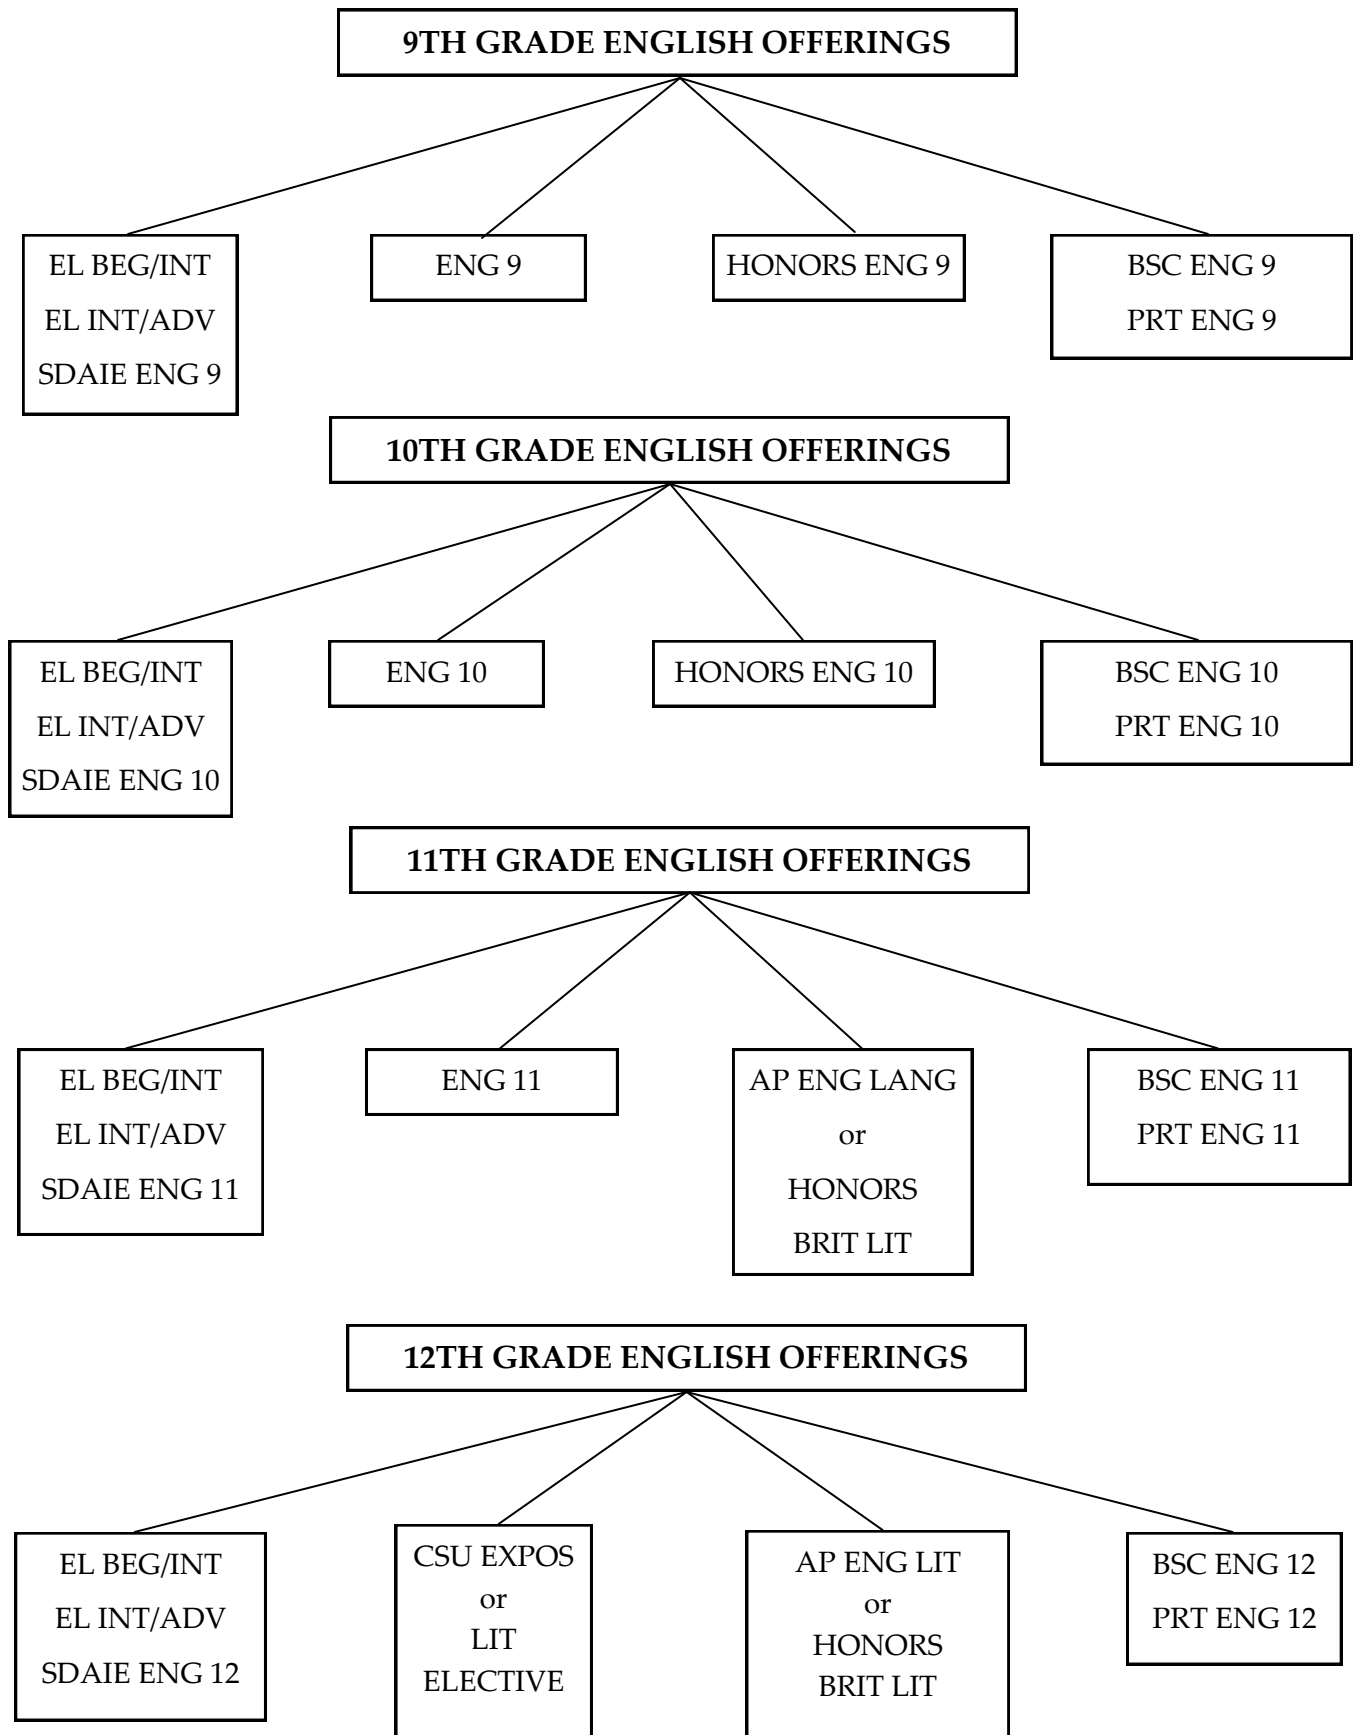 9TH GRADE ENGLISH OFFERINGS
EL BEG/INT
EL INT/ADV
SDAIE ENG 9
ENG 9
HONORS ENG 9
BSC ENG 9
PRT ENG 9
10TH GRADE ENGLISH OFFERINGS
EL BEG/INT
EL INT/ADV
SDAIE ENG 10
ENG 10
HONORS ENG 10
BSC ENG 10
PRT ENG 10
11TH GRADE ENGLISH OFFERINGS
EL BEG/INT
EL INT/ADV
SDAIE ENG 11
ENG 11
AP ENG LANG
or
HONORS
BRIT LIT
BSC ENG 11
PRT ENG 11
12TH GRADE ENGLISH OFFERINGS
EL BEG/INT
EL INT/ADV
SDAIE ENG 12
CSU EXPOS
or
LIT
ELECTIVE
AP ENG LIT
or
HONORS
BRIT LIT
BSC ENG 12
PRT ENG 12